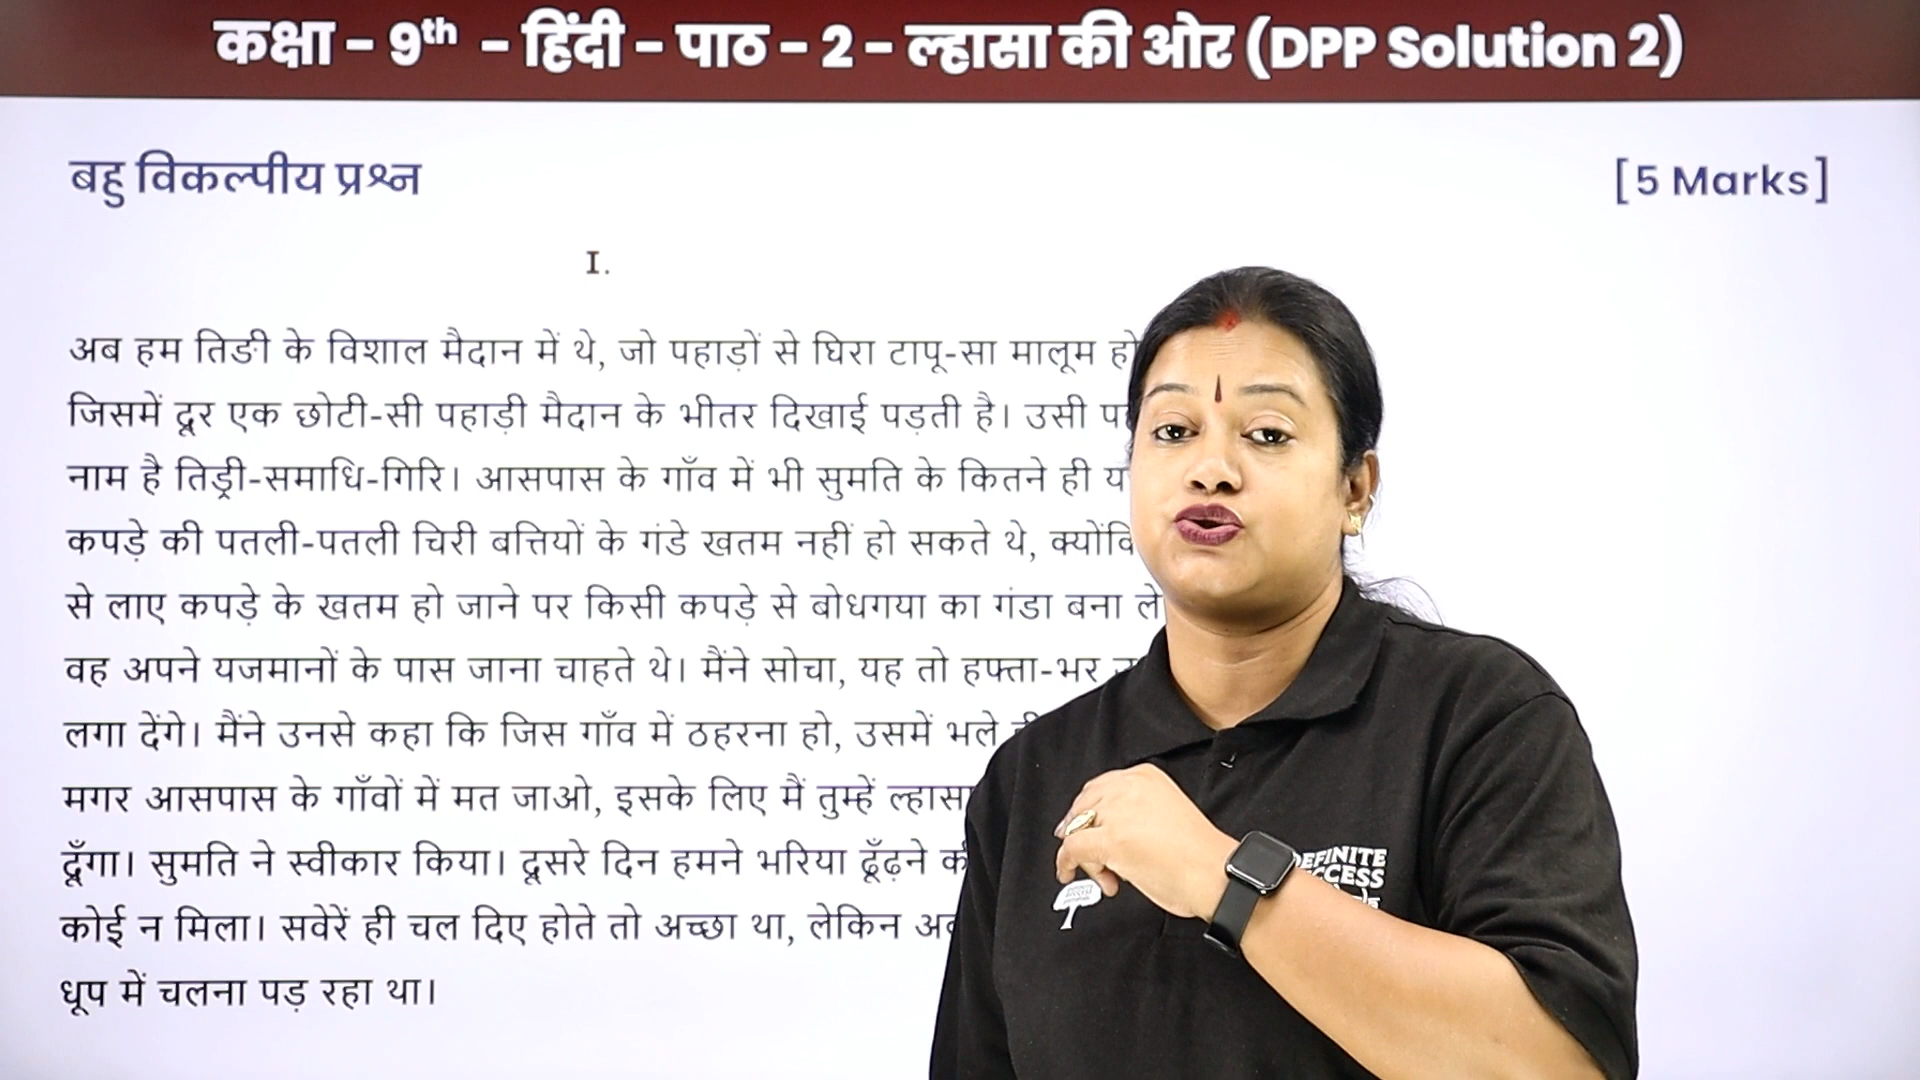 कक्षा – 9th – हिंदी – पाठ – 2 – ल्हासा की ओर (DPP Solution 2)
बहु विकल्पीय प्रश्न [5 Marks]
I.
अब हम तिङी के विशाल मैदान में थे, जो पहाड़ों से घिरा टापू-सा मालूम
जिसमें दूर एक छोटी-सी पहाड़ी मैदान के भीतर दिखाई पड़ती है। उसी
नाम है तिड्री-समाधि-गिरि। आसपास के गाँव में भी सुमति के कितने ही
कपड़े की पतली-पतली चिरी बत्तियों के गंडे खतम नहीं हो सकते थे,
से लाए कपड़े के खतम हो जाने पर किसी कपड़े से बोधगया का गंडा बना
वह अपने यजमानों के पास जाना चाहते थे। मैंने सोचा, यह तो हफ्ता-भर
लगा देंगे। मैंने उनसे कहा कि जिस गाँव में ठहरना हो, उसमें भले
मगर आसपास के गाँवों में मत जाओ, इसके लिए मैं तुम्हें
दूँगा। सुमति ने स्वीकार किया। दूसरे दिन हमने भरिया ढूँढ़ने
कोई न मिला। सवेरें ही चल दिए होते तो अच्छा था, लेकिन
धूप में चलना पड़ रहा था।